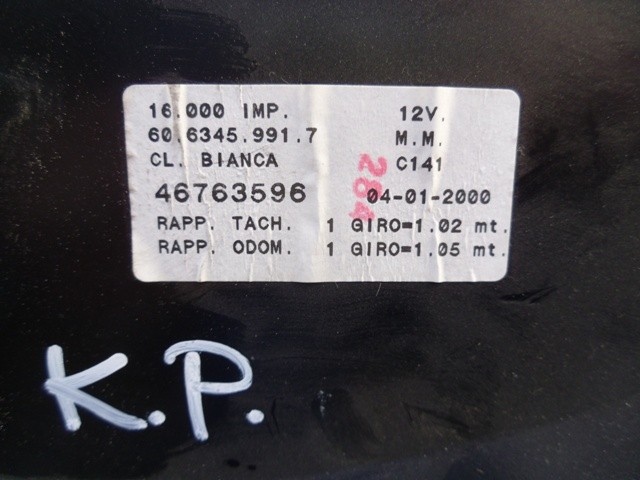 16.000 IMP. 12V.
60.6345.991.7 M.M.
CL. BIANCA C141
46763596 04-01-2000
RAPP. TACH. 1 GIRO=1.02 mt.
RAPP. ODOM. 1 GIRO=1.05 mt.
264
K.P.